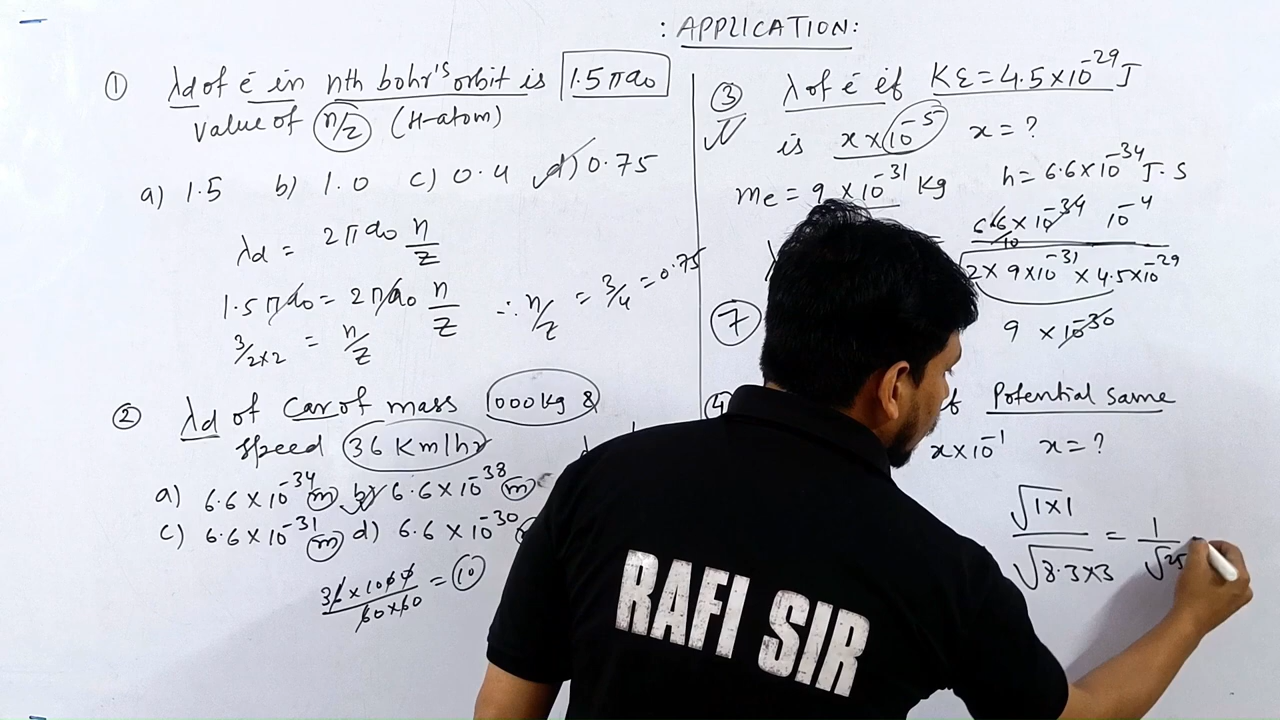 : APPLICATION:
① λd of e⁻ in nth bohr's orbit is 1.5πa₀
value of n/z (H-atom)
a) 1.5 b) 1.0 c) 0.4 d) 0.75
λd = 2πa₀ n/z
1.5πa₀ = 2πa₀ n/z
∴ n/z = 3/4 = 0.75
3/2×2 = n/z
② λd of Car of mass 1000kg &
speed 36 Km/hr
a) 6.6×10⁻³⁴ m b) 6.6×10⁻³⁸ m
c) 6.6×10⁻³¹ m d) 6.6×10⁻³⁰
36×1000/60×60 = 10
③ λ of e⁻ if KE = 4.5×10⁻²⁹ J
is x×10⁻⁵ x = ?
me = 9×10⁻³¹ Kg h = 6.6×10⁻³⁴ J.S
λ
6.6×10⁻³⁴ 10⁻⁴
10
√2×9×10⁻³¹×4.5×10⁻²⁹
7
9×10⁻³⁰
④ Potential same
x×10⁻¹ x = ?
√1×1/√8.3×3 = 1/√25
RAFI SIR